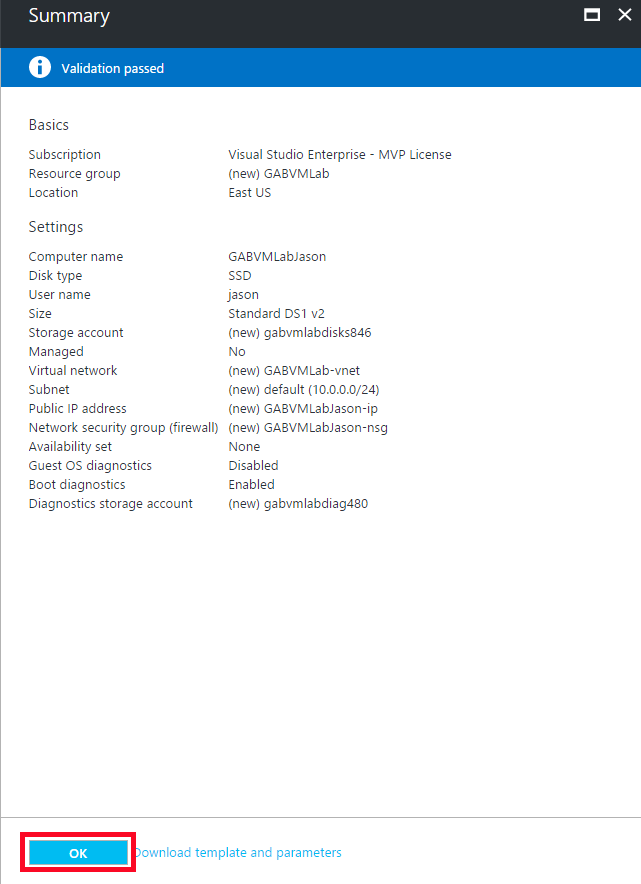 Summary
Validation passed
Basics
Subscription Visual Studio Enterprise - MVP License
Resource group (new) GABVMLab
Location East US
Settings
Computer name GABVMLabJason
Disk type SSD
User name jason
Size Standard DS1 v2
Storage account (new) gabvmlabdisks846
Managed No
Virtual network (new) GABVMLab-vnet
Subnet (new) default (10.0.0.0/24)
Public IP address (new) GABVMLabJason-ip
Network security group (firewall) (new) GABVMLabJason-nsg
Availability set None
Guest OS diagnostics Disabled
Boot diagnostics Enabled
Diagnostics storage account (new) gabvmlabdiag480
OK Download template and parameters